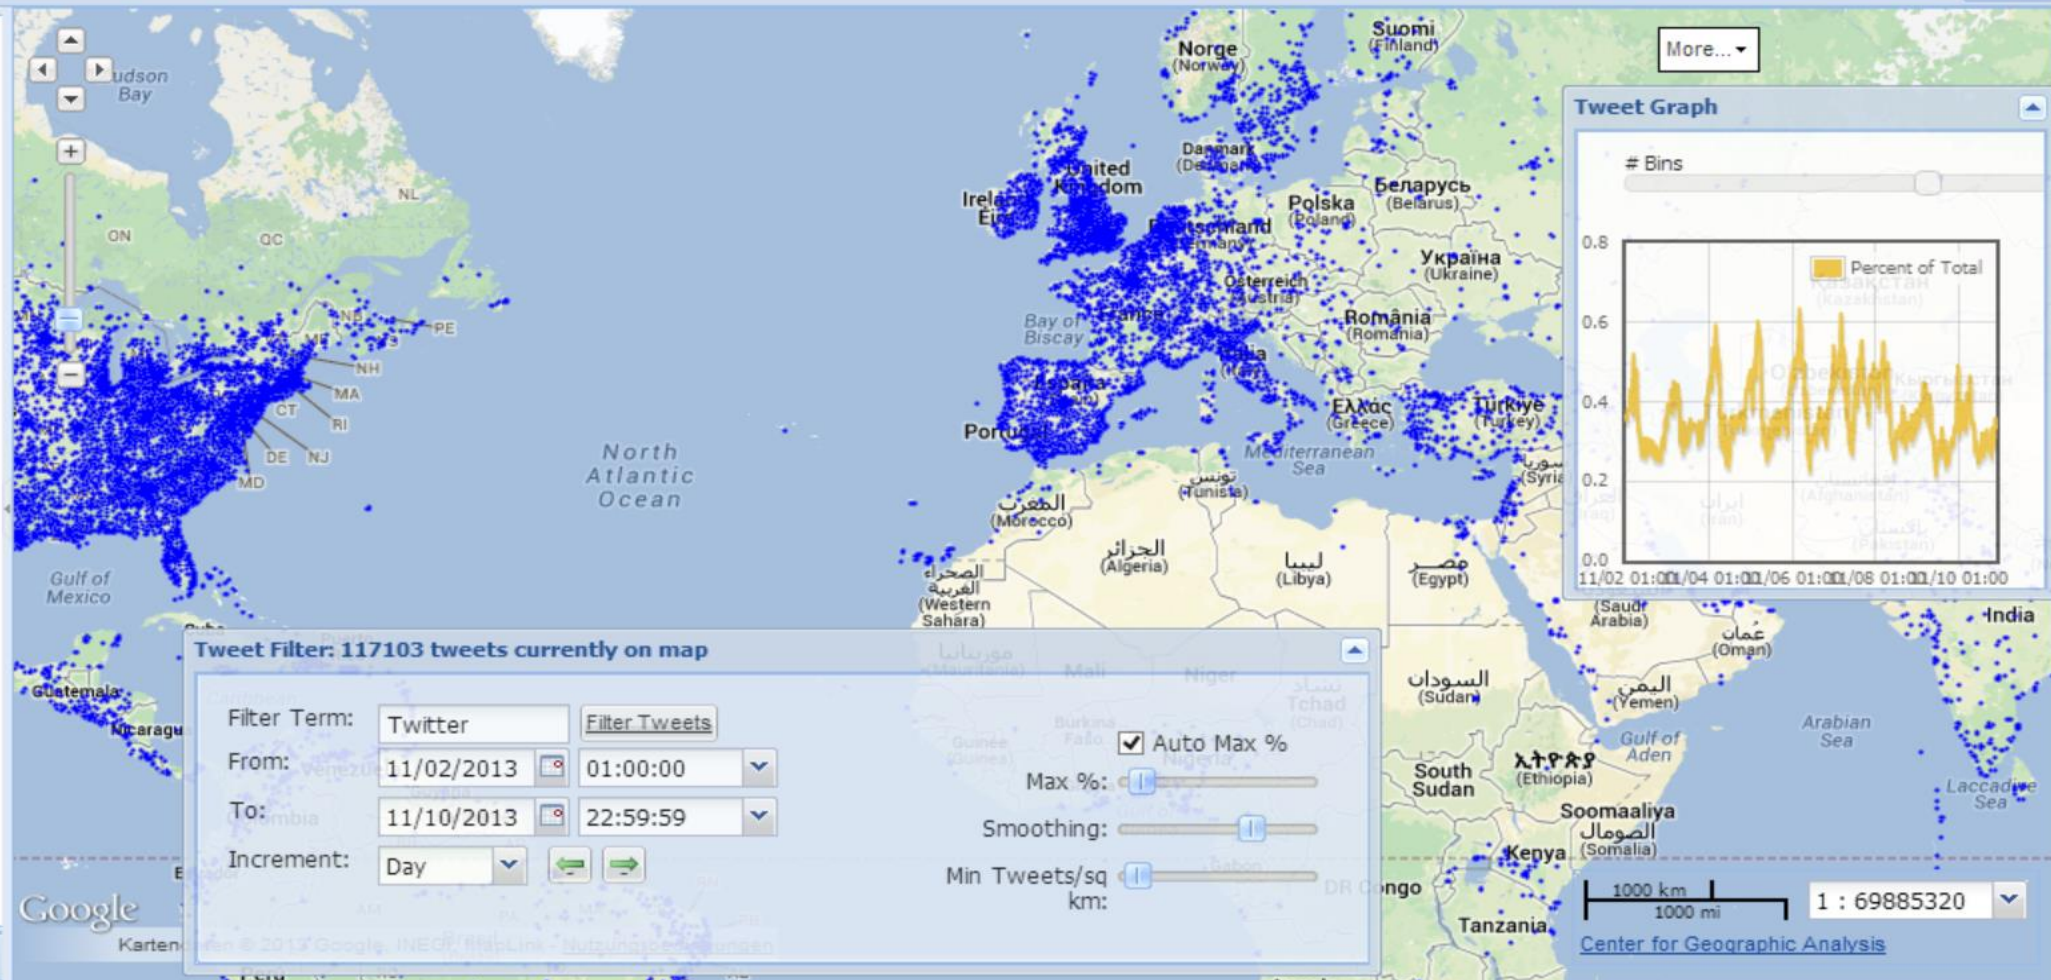 udson
Bay
ON
QC
NL
NB
PE
NH
MA
CT
RI
DE
NJ
MD
Gulf of
Mexico
Guatemala
Nicaragu
North
Atlantic
Ocean
Norge
(Norway)
Suomi
(Finland)
Danmark
United
Kingdom
Ireland
Polska
(Poland)
Беларусь
(Belarus)
Україна
(Ukraine)
Österreich
(Austria)
România
(Romania)
Bay of
Biscay
France
España
Italia
(Italy)
Ελλάς
(Greece)
Türkiye
(Turkey)
Mediterranean
Sea
المغرب
(Morocco)
تونس
(Tunisia)
الجزائر
(Algeria)
ليبيا
(Libya)
مصر
(Egypt)
الصحراء
الغربية
(Western
Sahara)
(Saudi
Arabia)
عُمان
(Oman)
السودان
(Sudan)
اليمن
(Yemen)
Gulf of
Aden
Arabian
Sea
Laccadive
Sea
India
South
Sudan
ኢትዮጵያ
(Ethiopia)
Soomaaliya
الصومال
(Somalia)
Kenya
DR Congo
Tanzania
More...
Tweet Graph
# Bins
Percent of Total
0.8
0.6
0.4
0.2
0.0
11/02 01:00
11/04 01:00
11/06 01:00
11/08 01:00
11/10 01:00
Tweet Filter: 117103 tweets currently on map
Filter Term: Twitter Filter Tweets
From: 11/02/2013 01:00:00
To: 11/10/2013 22:59:59
Increment: Day
Auto Max %
Max %:
Smoothing:
Min Tweets/sq
km:
Mali
Niger
Google
1000 km
1000 mi
1 : 69885320
Center for Geographic Analysis